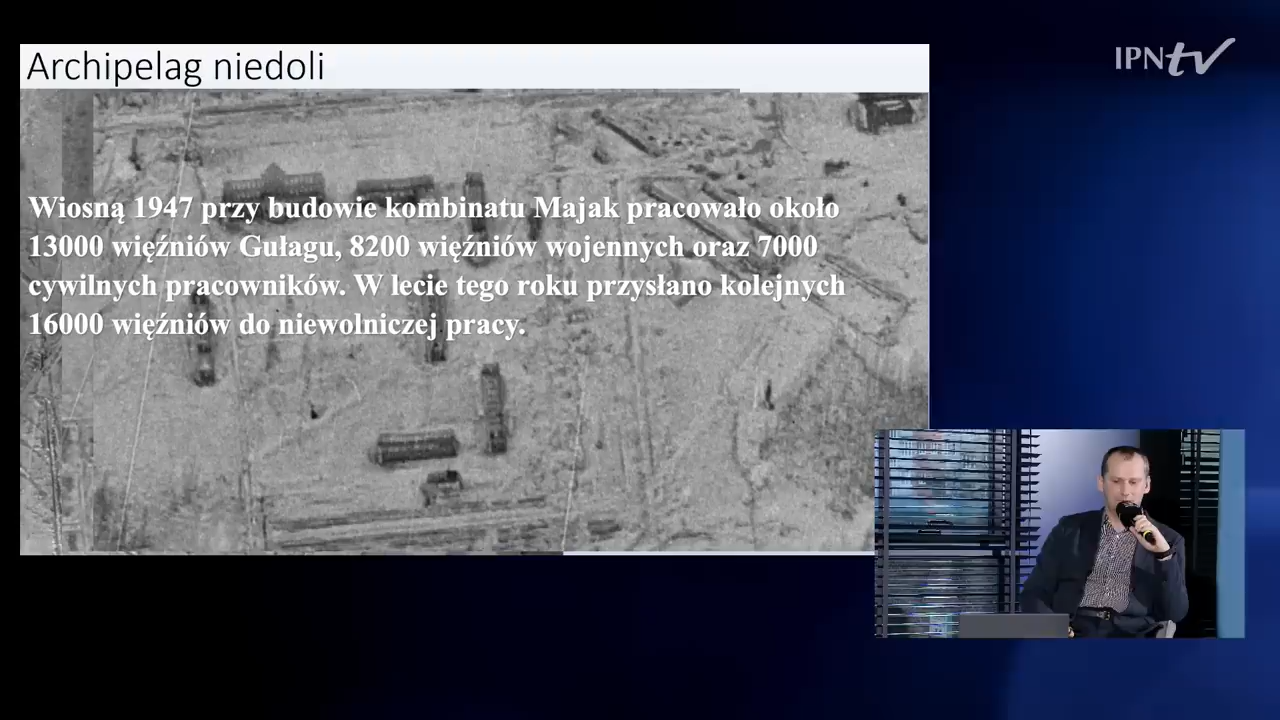 Archipelag niedoli
IPNtv
Wiosną 1947 przy budowie kombinatu Majak pracowało około
13000 więźniów Gułagu, 8200 więźniów wojennych oraz 7000
cywilnych pracowników. W lecie tego roku przysłano kolejnych
16000 więźniów do niewolniczej pracy.